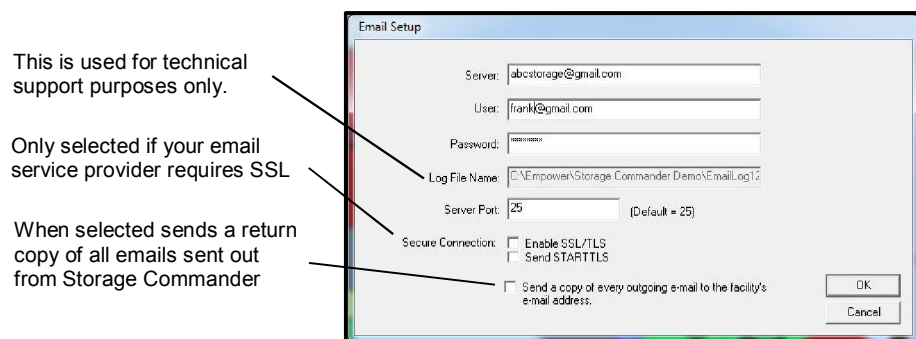 Email Setup
This is used for technical
support purposes only.
Only selected if your email
service provider requires SSL
When selected sends a return
copy of all emails sent out
from Storage Commander
Server: abcstorage@gmail.com
User: frank@gmail.com
Password: ********
Log File Name: C:\Empower\Storage Commander Demo\EmailLog12
Server Port: 25 (Default = 25)
Secure Connection: Enable SSL/TLS
Send STARTTLS
Send a copy of every outgoing e-mail to the facility's
e-mail address.
OK
Cancel